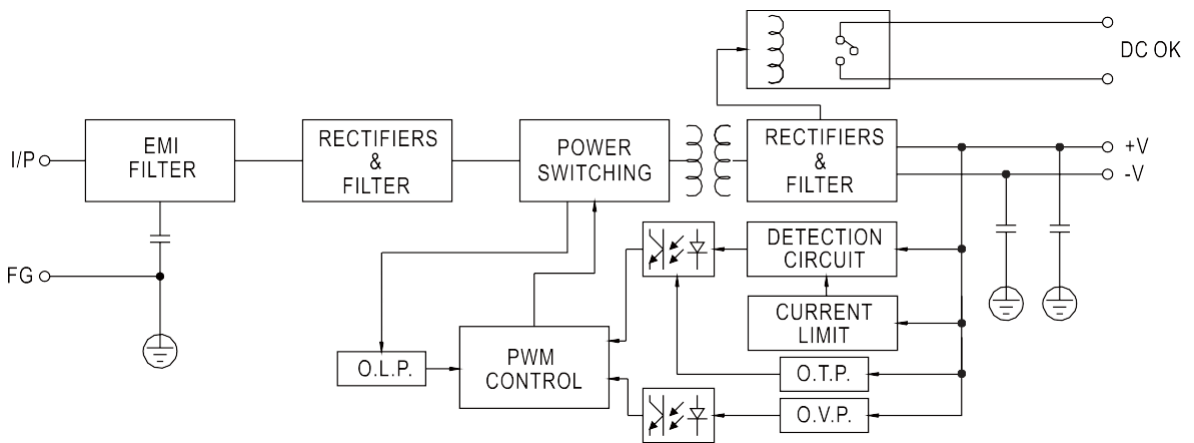 DC OK
I/P
EMI
FILTER
RECTIFIERS
&
FILTER
POWER
SWITCHING
RECTIFIERS
&
FILTER
+V
-V
FG
DETECTION
CIRCUIT
CURRENT
LIMIT
O.L.P.
PWM
CONTROL
O.T.P.
O.V.P.